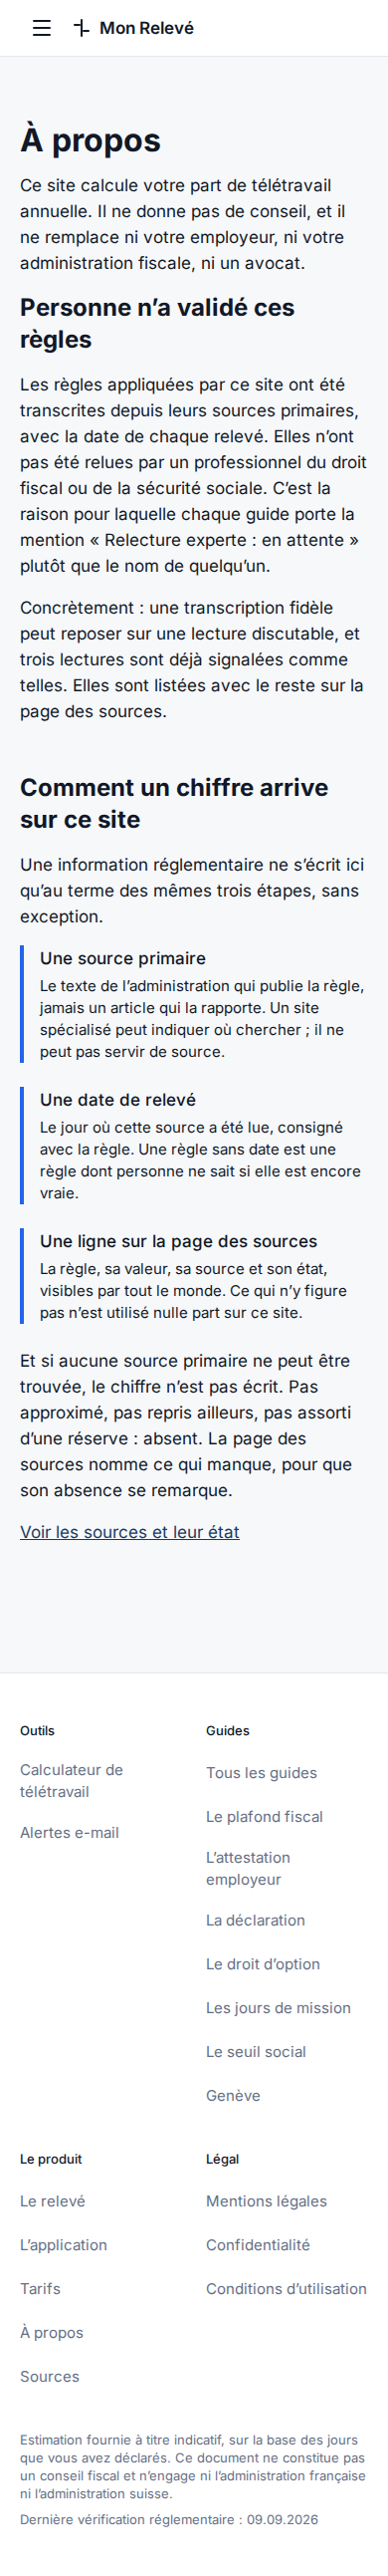 Mon Relevé
À propos
Ce site calcule votre part de télétravail
annuelle. Il ne donne pas de conseil, et il
ne remplace ni votre employeur, ni votre
administration fiscale, ni un avocat.
Personne n’a validé ces
règles
Les règles appliquées par ce site ont été
transcrites depuis leurs sources primaires,
avec la date de chaque relevé. Elles n’ont
pas été relues par un professionnel du droit
fiscal ou de la sécurité sociale. C’est la
raison pour laquelle chaque guide porte la
mention « Relecture experte : en attente »
plutôt que le nom de quelqu’un.
Concrètement : une transcription fidèle
peut reposer sur une lecture discutable, et
trois lectures sont déjà signalées comme
telles. Elles sont listées avec le reste sur la
page des sources.
Comment un chiffre arrive
sur ce site
Une information réglementaire ne s’écrit ici
qu’au terme des mêmes trois étapes, sans
exception.
Une source primaire
Le texte de l’administration qui publie la règle,
jamais un article qui la rapporte. Un site
spécialisé peut indiquer où chercher ; il ne
peut pas servir de source.
Une date de relevé
Le jour où cette source a été lue, consigné
avec la règle. Une règle sans date est une
règle dont personne ne sait si elle est encore
vraie.
Une ligne sur la page des sources
La règle, sa valeur, sa source et son état,
visibles par tout le monde. Ce qui n’y figure
pas n’est utilisé nulle part sur ce site.
Et si aucune source primaire ne peut être
trouvée, le chiffre n’est pas écrit. Pas
approximé, pas repris ailleurs, pas assorti
d’une réserve : absent. La page des
sources nomme ce qui manque, pour que
son absence se remarque.
Voir les sources et leur état
Outils
Calculateur de
télétravail
Alertes e-mail
Guides
Tous les guides
Le plafond fiscal
L’attestation
employeur
La déclaration
Le droit d’option
Les jours de mission
Le seuil social
Genève
Le produit
Le relevé
L’application
Tarifs
À propos
Sources
Légal
Mentions légales
Confidentialité
Conditions d’utilisation
Estimation fournie à titre indicatif, sur la base des jours
que vous avez déclarés. Ce document ne constitue pas
un conseil fiscal et n’engage ni l’administration française
ni l’administration suisse.
Dernière vérification réglementaire : 09.09.2026